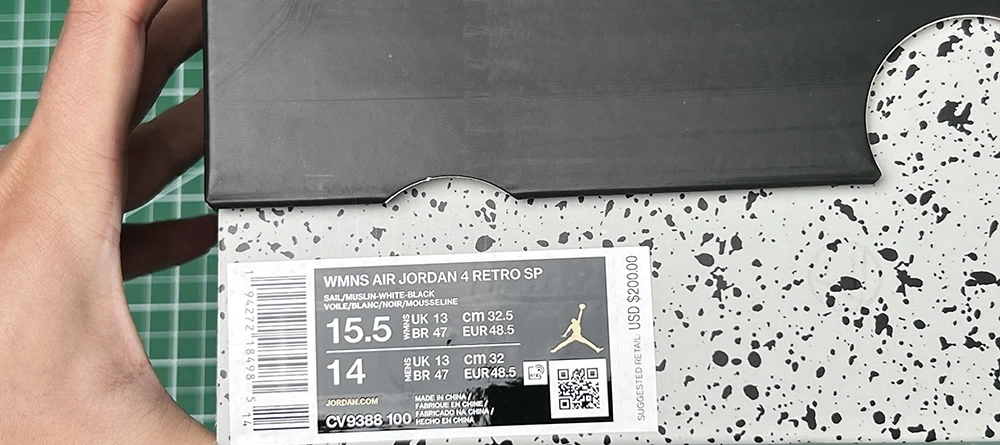 WMNS AIR JORDAN 4 RETRO SP
SAIL/MUSLIN-WHITE-BLACK
VOILE/BLANC/NOIR/MOUSSELINE
15.5 WMNS UK 13 cm 32.5
BR 47 EUR 48.5
14 MENS UK 13 cm 32
BR 47 EUR 48.5
JORDAN.COM
MADE IN CHINA /
FABRIQUE EN CHINE /
FABRICADO NA CHINA /
HECHO EN CHINA
CV9388 100
SUGGESTED RETAIL: USD $200.00
1 94272 18498 5 14